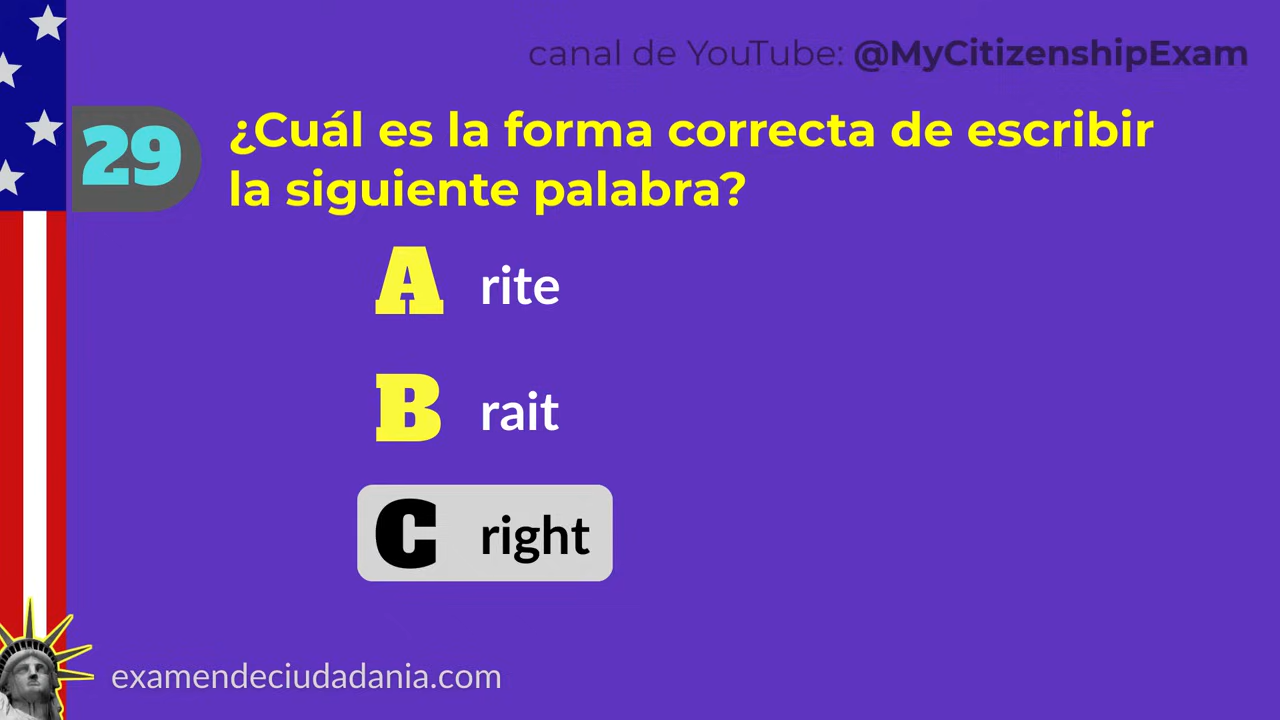 canal de YouTube: @MyCitizenshipExam
29
¿Cuál es la forma correcta de escribir
la siguiente palabra?
A rite
B rait
C right
examendeciudadania.com